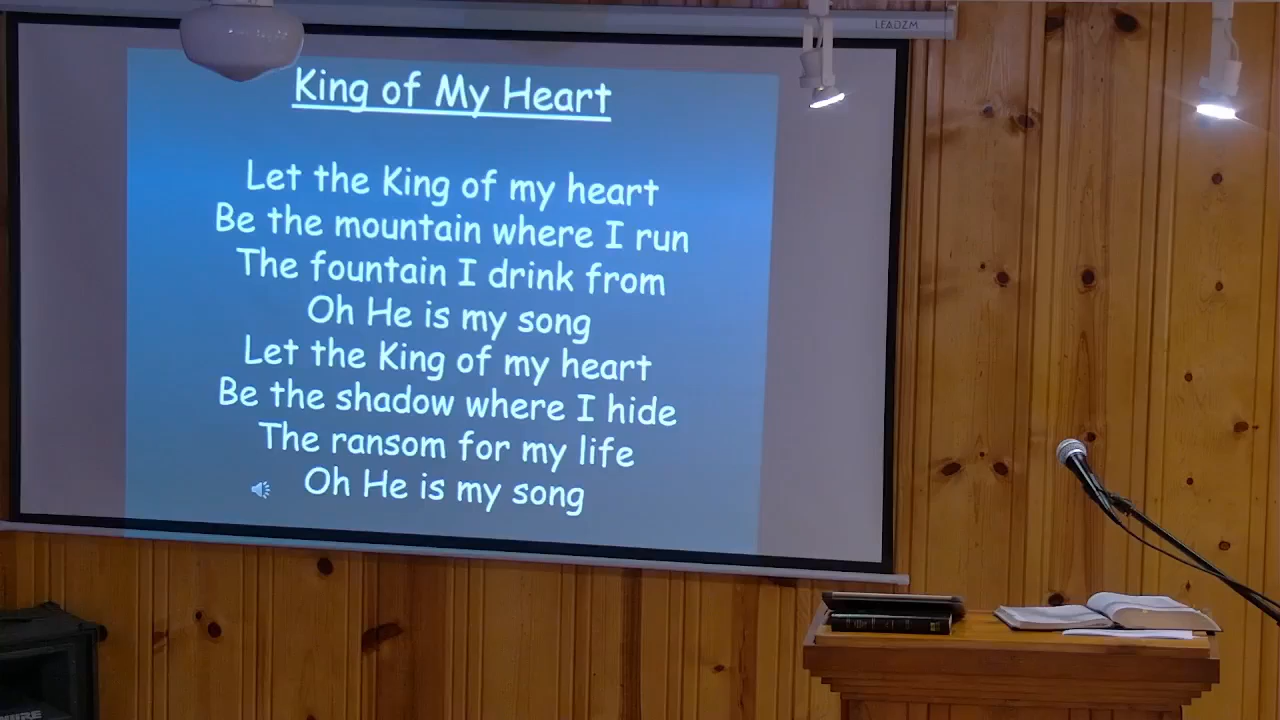 LEADZM
King of My Heart
Let the King of my heart
Be the mountain where I run
The fountain I drink from
Oh He is my song
Let the King of my heart
Be the shadow where I hide
The ransom for my life
Oh He is my song